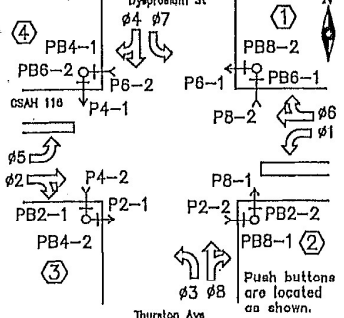 Dysprosium St
ø4 ø7
N
4
1
PB4-1
PB8-2
PB6-2
P6-2
P6-1
PB6-1
CSAH 116
P4-1
P8-2
ø6
ø1
ø5
ø2
P4-2
P8-1
PB2-1
P2-1
P2-2
PB2-2
PB4-2
PB8-1
2
3
ø3 ø8
Push buttons
are located
as shown.
Thurston Ave